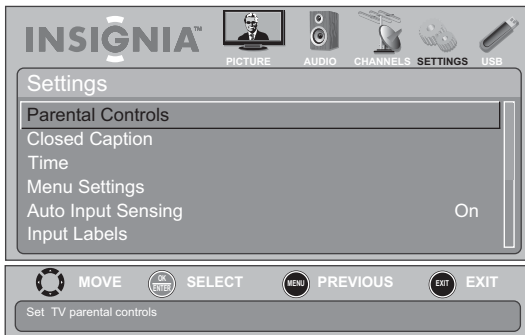 INSIGNIA™
PICTURE AUDIO CHANNELS SETTINGS USB
Settings
Parental Controls
Closed Caption
Time
Menu Settings
Auto Input Sensing On
Input Labels
MOVE OK ENTER SELECT MENU PREVIOUS EXIT EXIT
Set TV parental controls